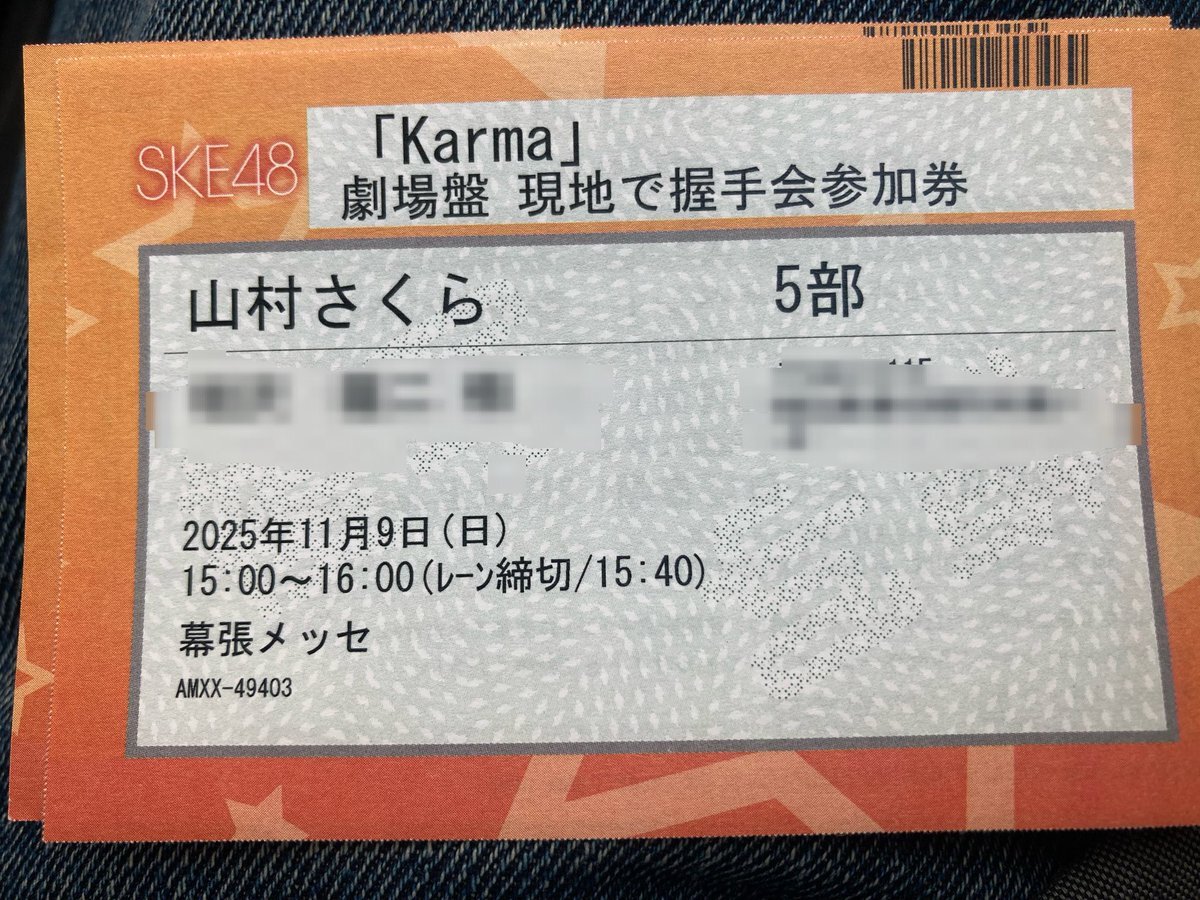 SKE48
「Karma」
劇場盤 現地で握手会参加券
山村さくら 5部
2025年11月9日(日)
15:00～16:00(ﾚｰﾝ締切/15:40)
幕張メッセ
AMXX-49403